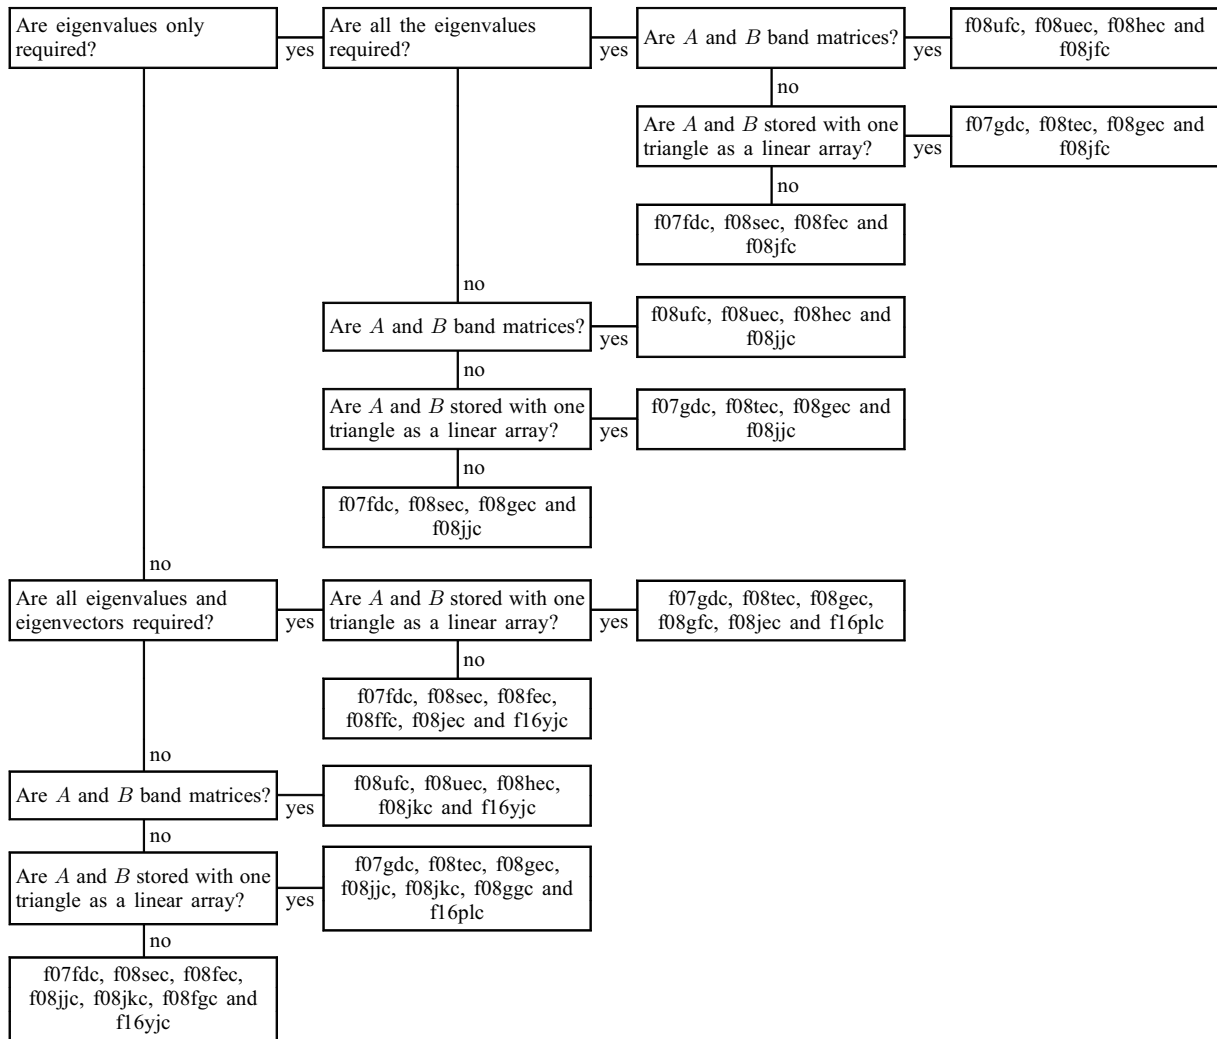 Are eigenvalues only
required?
yes
Are all the eigenvalues
required?
yes
Are A and B band matrices?
yes
f08ufc, f08uec, f08hec and
f08jfc
no
Are A and B stored with one
triangle as a linear array?
yes
f07gdc, f08tec, f08gec and
f08jfc
no
f07fdc, f08sec, f08fec and
f08jfc
no
Are A and B band matrices?
yes
f08ufc, f08uec, f08hec and
f08jjc
no
Are A and B stored with one
triangle as a linear array?
yes
f07gdc, f08tec, f08gec and
f08jjc
no
f07fdc, f08sec, f08gec and
f08jjc
no
Are all eigenvalues and
eigenvectors required?
yes
Are A and B stored with one
triangle as a linear array?
yes
f07gdc, f08tec, f08gec,
f08gfc, f08jec and f16plc
no
f07fdc, f08sec, f08fec,
f08ffc, f08jec and f16yjc
no
Are A and B band matrices?
yes
f08ufc, f08uec, f08hec,
f08jkc and f16yjc
no
Are A and B stored with one
triangle as a linear array?
yes
f07gdc, f08tec, f08gec,
f08jjc, f08jkc, f08ggc and
f16plc
no
f07fdc, f08sec, f08fec,
f08jjc, f08jkc, f08fgc and
f16yjc